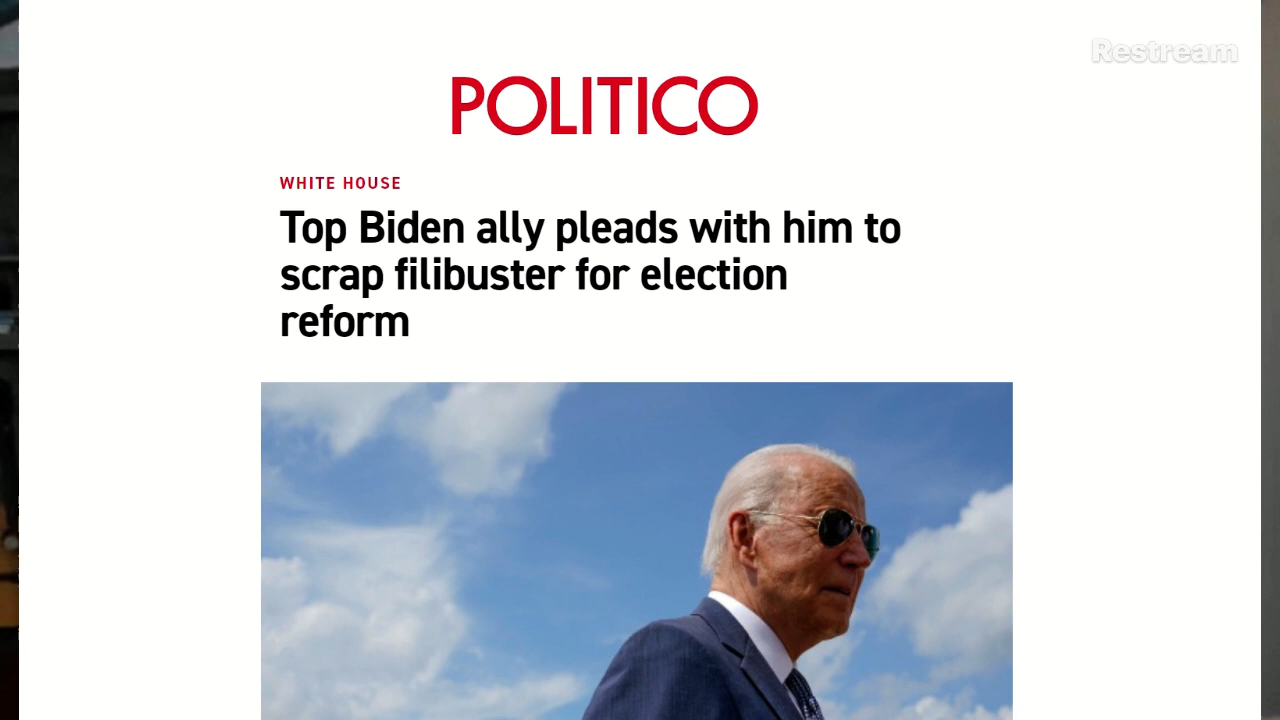 Restream
POLITICO
WHITE HOUSE
Top Biden ally pleads with him to
scrap filibuster for election
reform